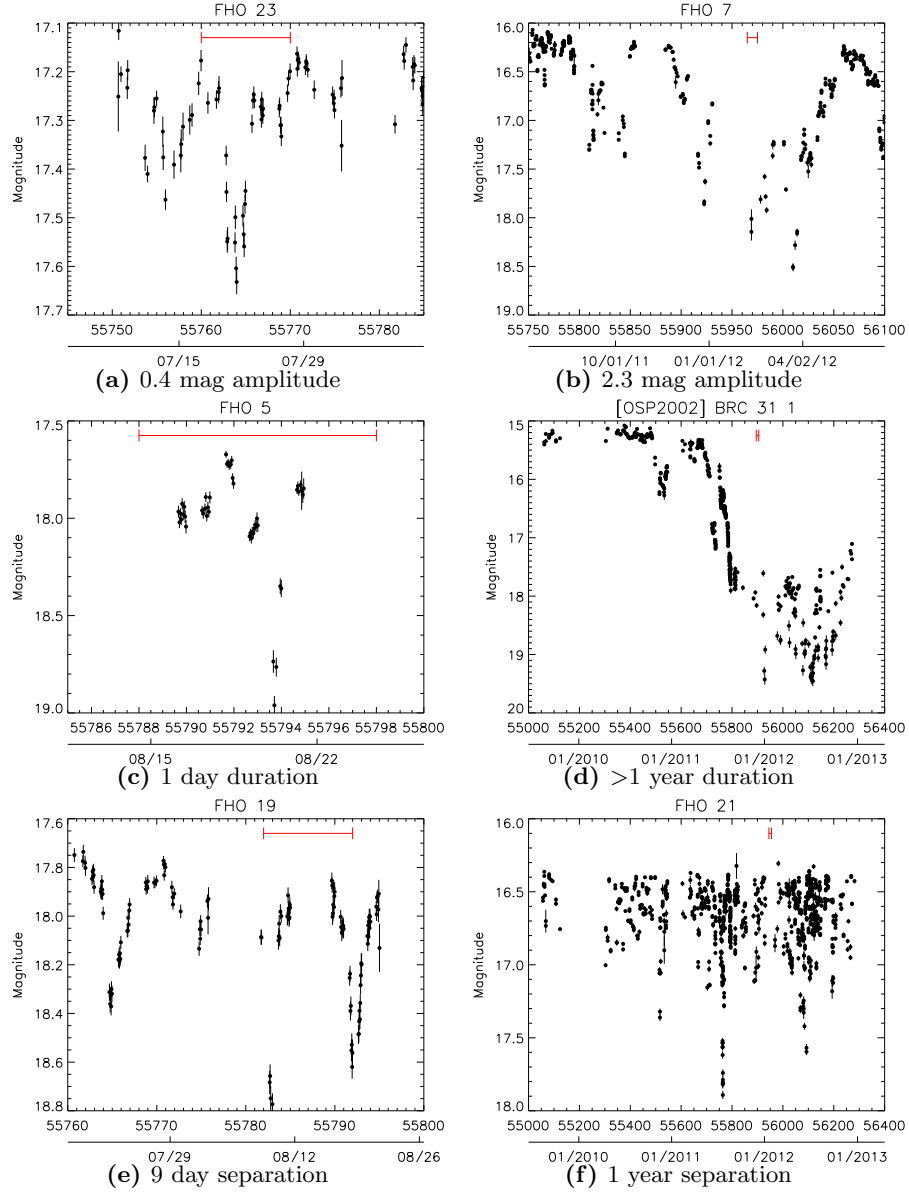 FHO 23
17.1
17.2
17.3
17.4
17.5
17.6
17.7
Magnitude
55750 55760 55770 55780
07/15 07/29
(a) 0.4 mag amplitude
FHO 7
16.0
16.5
17.0
17.5
18.0
18.5
19.0
Magnitude
55750 55800 55850 55900 55950 56000 56050 56100
10/01/11 01/01/12 04/02/12
(b) 2.3 mag amplitude
FHO 5
17.5
18.0
18.5
19.0
Magnitude
55786 55788 55790 55792 55794 55796 55798 55800
08/15 08/22
(c) 1 day duration
[OSP2002] BRC 31 1
15
16
17
18
19
20
Magnitude
55000 55200 55400 55600 55800 56000 56200 56400
01/2010 01/2011 01/2012 01/2013
(d) >1 year duration
FHO 19
17.6
17.8
18.0
18.2
18.4
18.6
18.8
Magnitude
55760 55770 55780 55790 55800
07/29 08/12 08/26
(e) 9 day separation
FHO 21
16.0
16.5
17.0
17.5
18.0
Magnitude
55000 55200 55400 55600 55800 56000 56200 56400
01/2010 01/2011 01/2012 01/2013
(f) 1 year separation